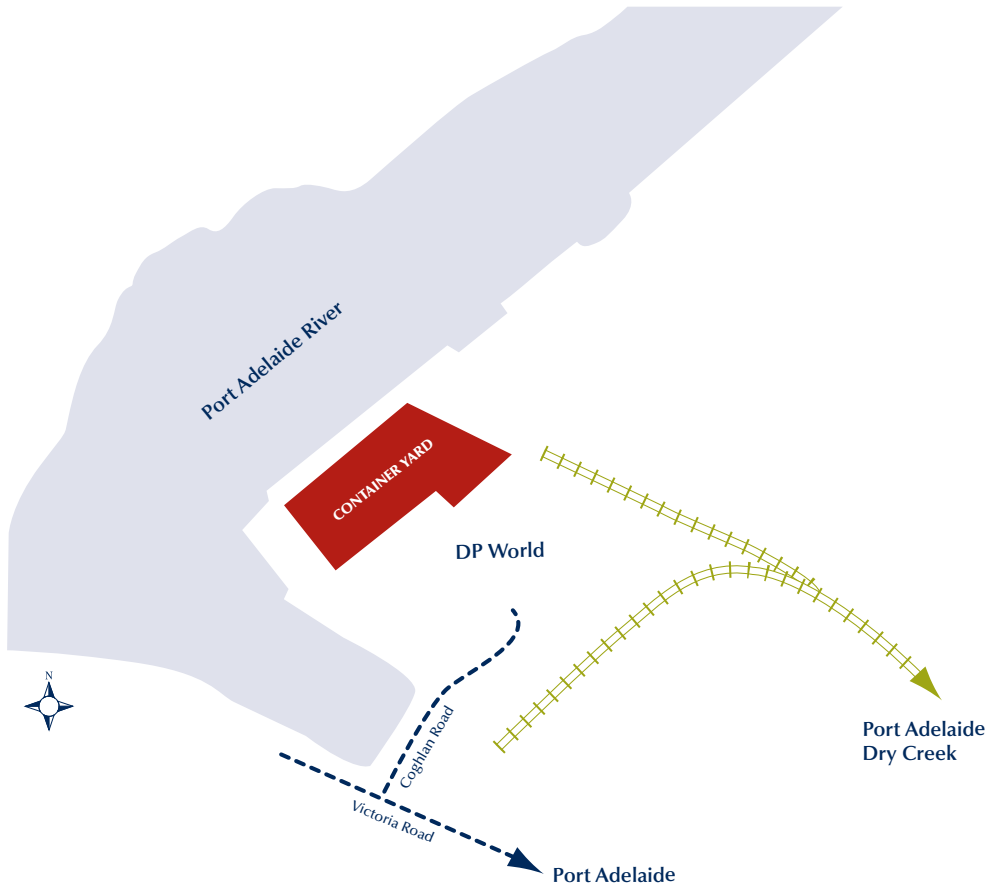 Port Adelaide River
CONTAINER YARD
DP World
N
Coghlan Road
Port Adelaide
Dry Creek
Victoria Road
Port Adelaide